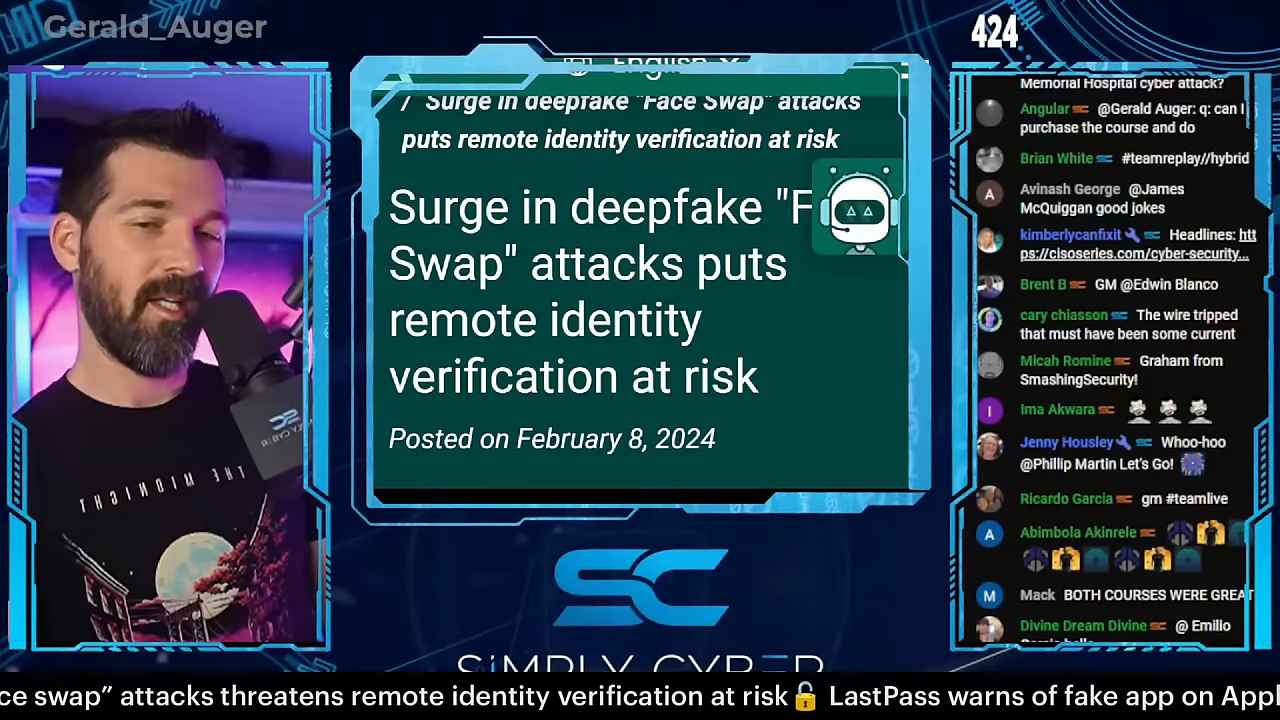 Gerald_Auger
424
English
/ Surge in deepfake "Face Swap" attacks
puts remote identity verification at risk
Surge in deepfake "F
Swap" attacks puts
remote identity
verification at risk
Posted on February 8, 2024
THE MIDNIGHT
SC
SIMPLY CYBER
Memorial Hospital cyber attack?
Angular @Gerald Auger: q: can I
purchase the course and do
Brian White #teamreplay//hybrid
A
Avinash George @James
McQuiggan good jokes
kimberlycanfixit Headlines: htt
ps://cisoseries.com/cyber-security...
Brent B GM @Edwin Blanco
cary chiasson The wire tripped
that must have been some current
Micah Romine Graham from
SmashingSecurity!
I
Ima Akwara
Jenny Housley Whoo-hoo
@Phillip Martin Let's Go!
Ricardo Garcia gm #teamlive
A
Abimbola Akinrele
M
Mack BOTH COURSES WERE GREAT
Divine Dream Divine @ Emilio
ce swap” attacks threatens remote identity verification at risk🔓 LastPass warns of fake app on Appl